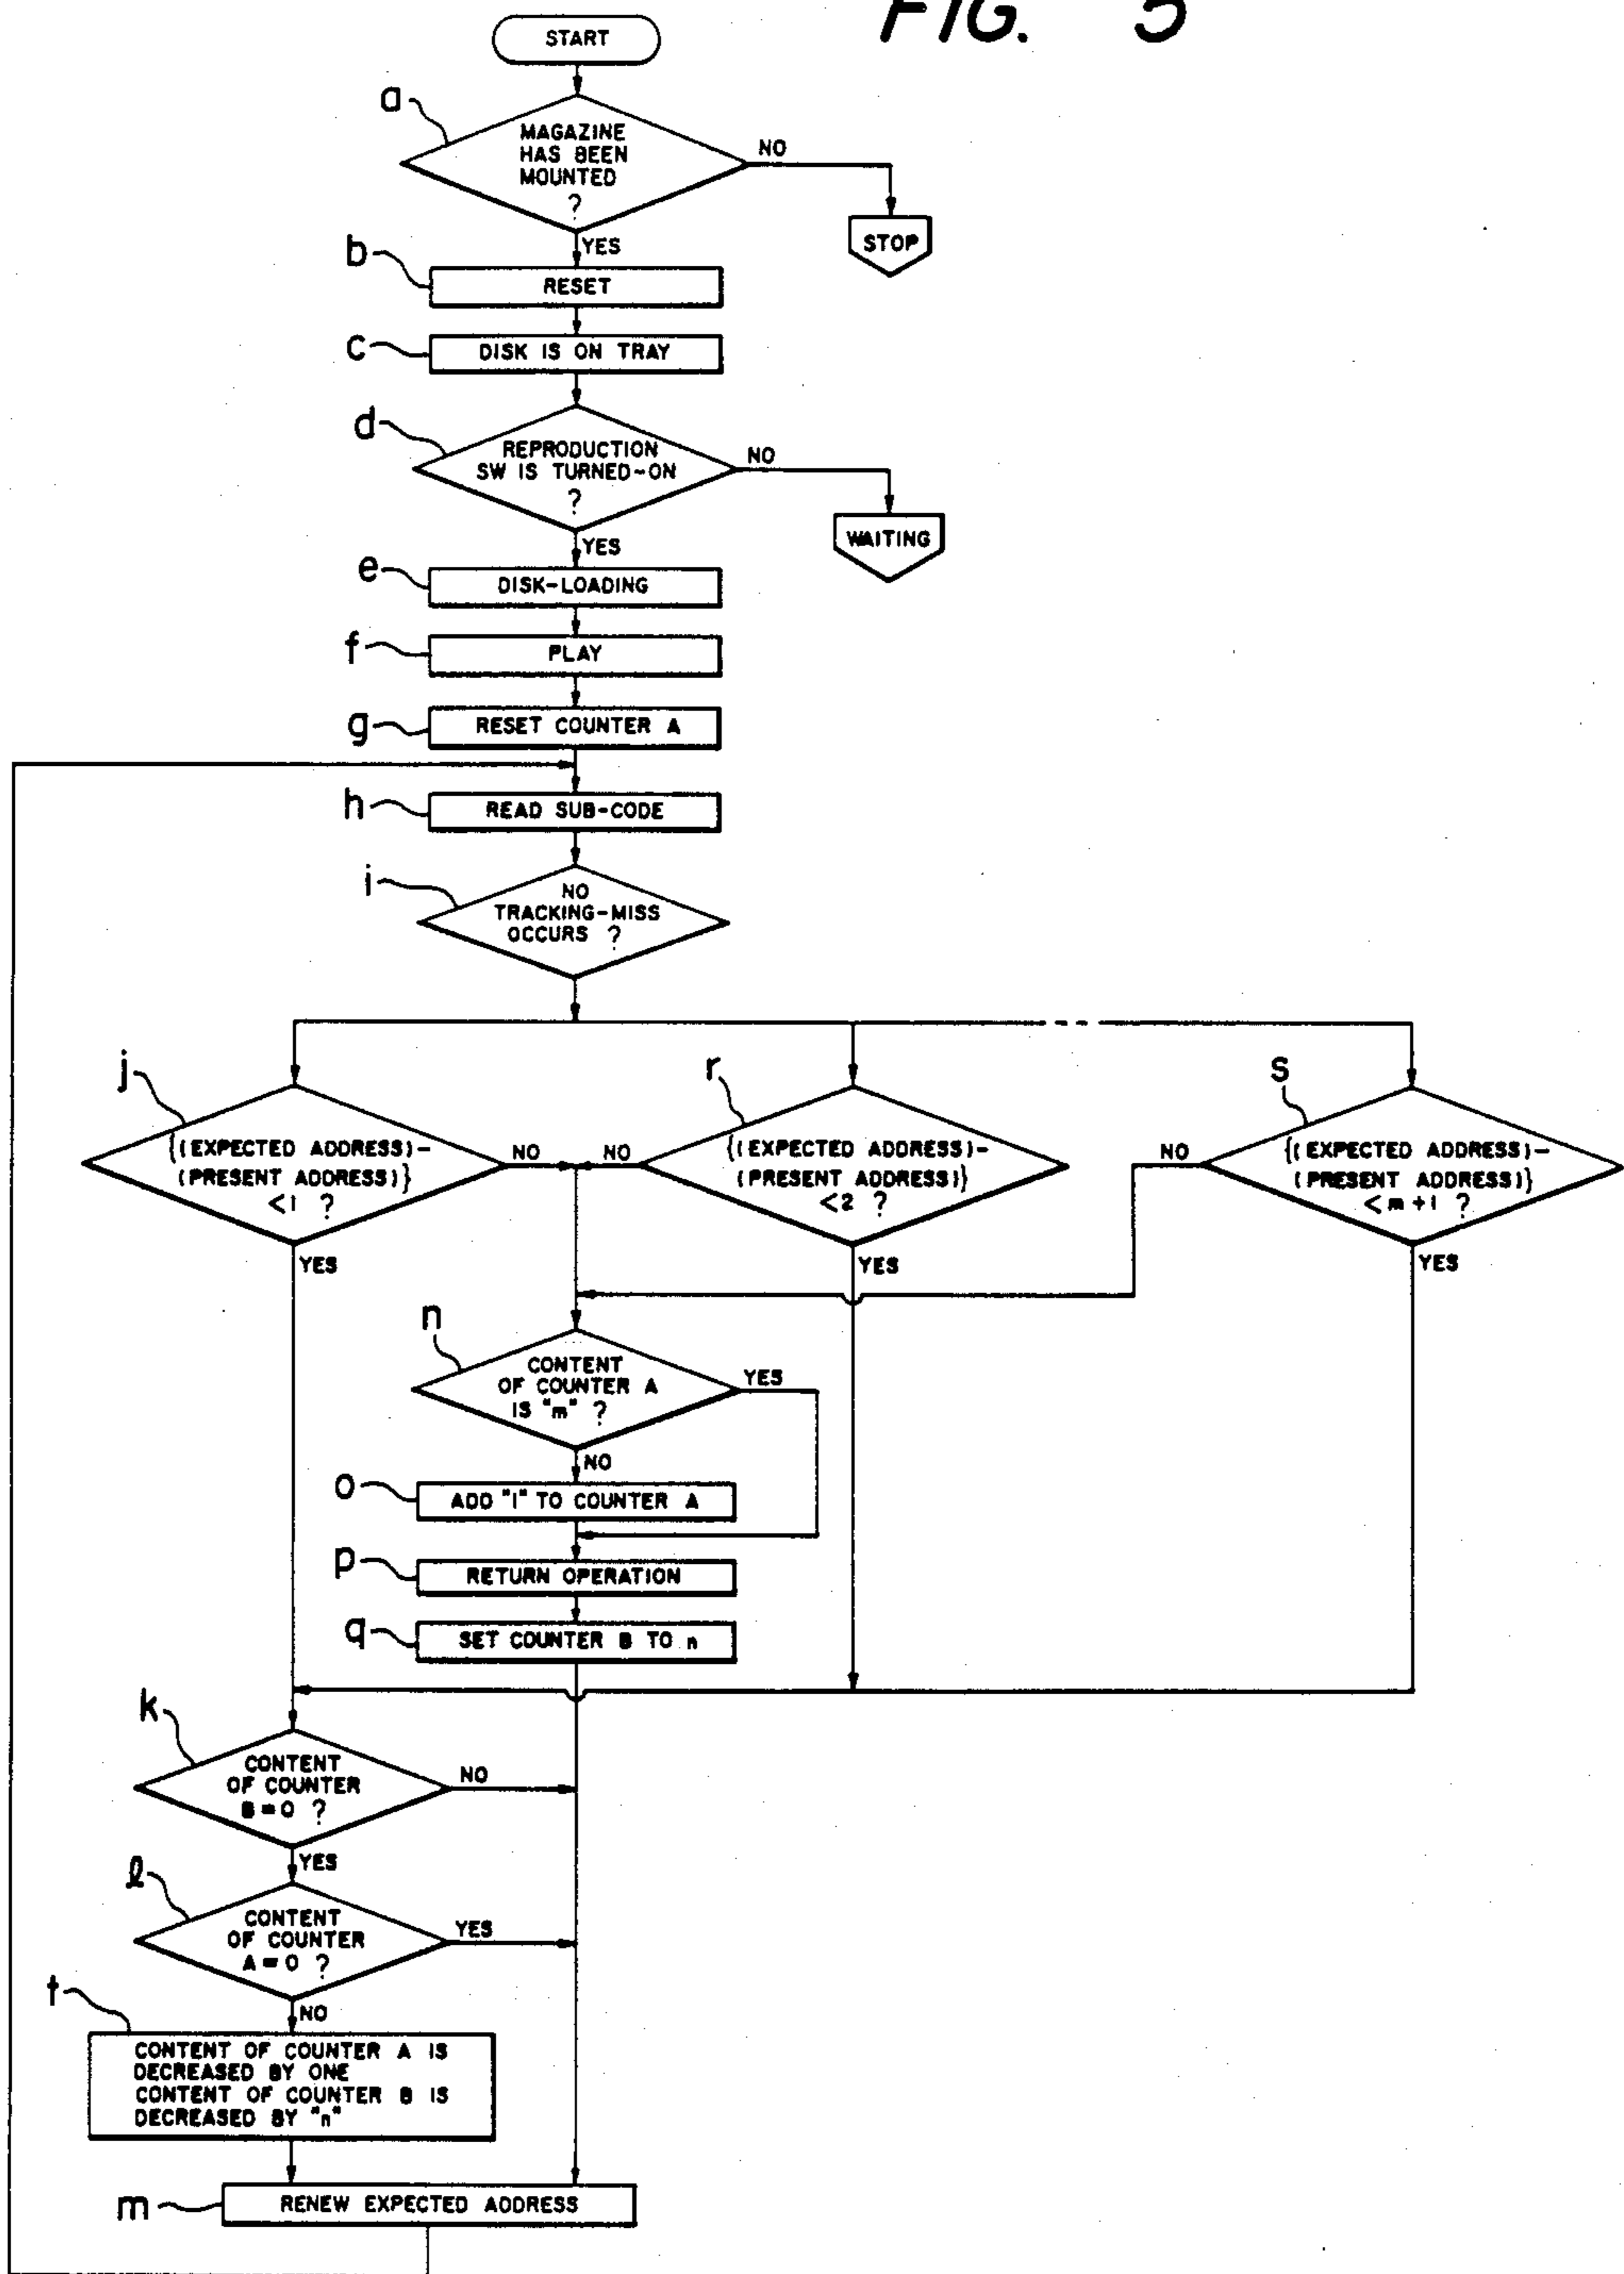 FIG. 5
START
a
MAGAZINE
HAS BEEN
MOUNTED
?
NO
STOP
YES
b
RESET
c
DISK IS ON TRAY
d
REPRODUCTION
SW IS TURNED-ON
?
NO
WAITING
YES
e
DISK-LOADING
f
PLAY
g
RESET COUNTER A
h
READ SUB-CODE
i
NO
TRACKING-MISS
OCCURS ?
j
{(EXPECTED ADDRESS)-
(PRESENT ADDRESS)}
<1 ?
NO
YES
r
{(EXPECTED ADDRESS)-
(PRESENT ADDRESS)}
<2 ?
NO
YES
s
{(EXPECTED ADDRESS)-
(PRESENT ADDRESS)}
<m+1 ?
NO
YES
n
CONTENT
OF COUNTER A
IS "m" ?
YES
NO
o
ADD "1" TO COUNTER A
p
RETURN OPERATION
q
SET COUNTER B TO n
k
CONTENT
OF COUNTER
B=0 ?
NO
YES
l
CONTENT
OF COUNTER
A=0 ?
YES
NO
t
CONTENT OF COUNTER A IS
DECREASED BY ONE
CONTENT OF COUNTER B IS
DECREASED BY "n"
m
RENEW EXPECTED ADDRESS